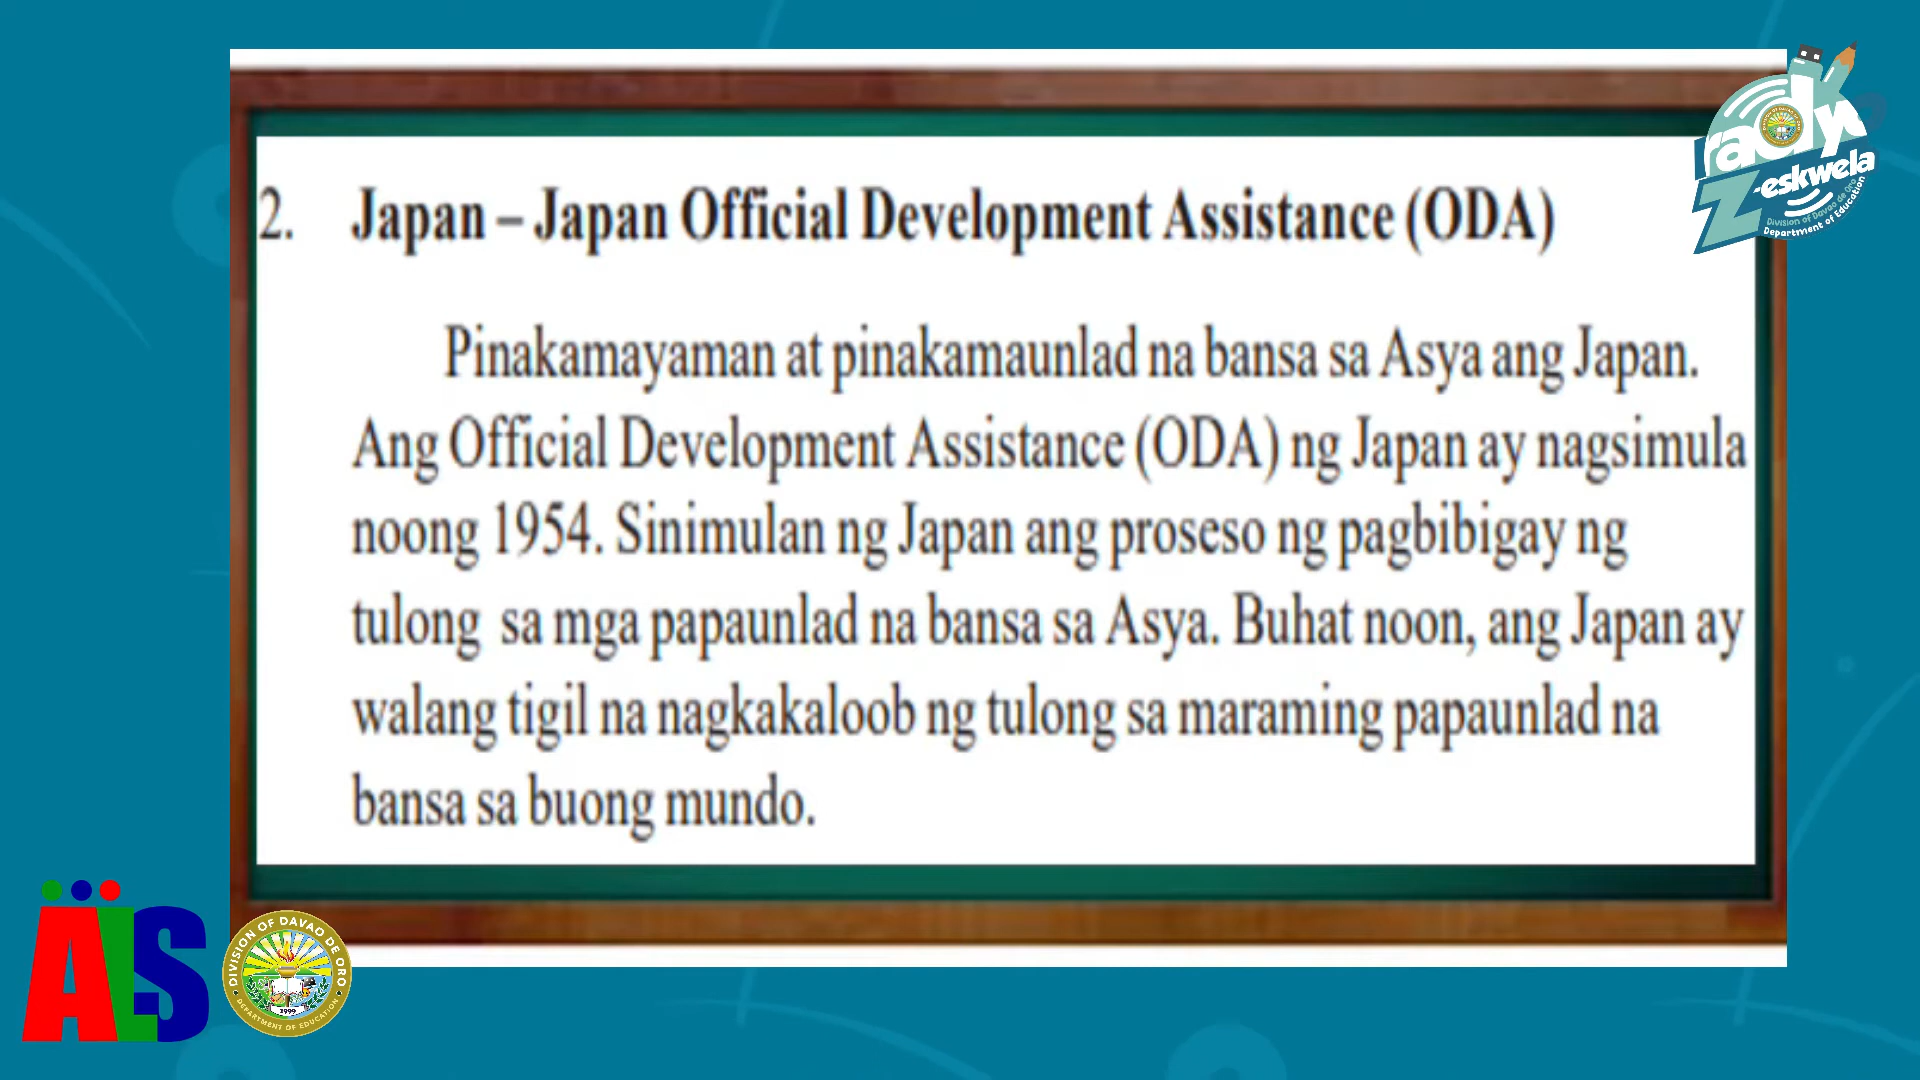 2. Japan – Japan Official Development Assistance (ODA)
Pinakamayaman at pinakamaunlad na bansa sa Asya ang Japan.
Ang Official Development Assistance (ODA) ng Japan ay nagsimula
noong 1954. Sinimulan ng Japan ang proseso ng pagbibigay ng
tulong sa mga papaunlad na bansa sa Asya. Buhat noon, ang Japan ay
walang tigil na nagkakaloob ng tulong sa maraming papaunlad na
bansa sa buong mundo.
radyo
Z-eskwela
Division of Davao de Oro
Department of Education
ALS
DIVISION OF DAVAO DE ORO
1999
DEPARTMENT OF EDUCATION